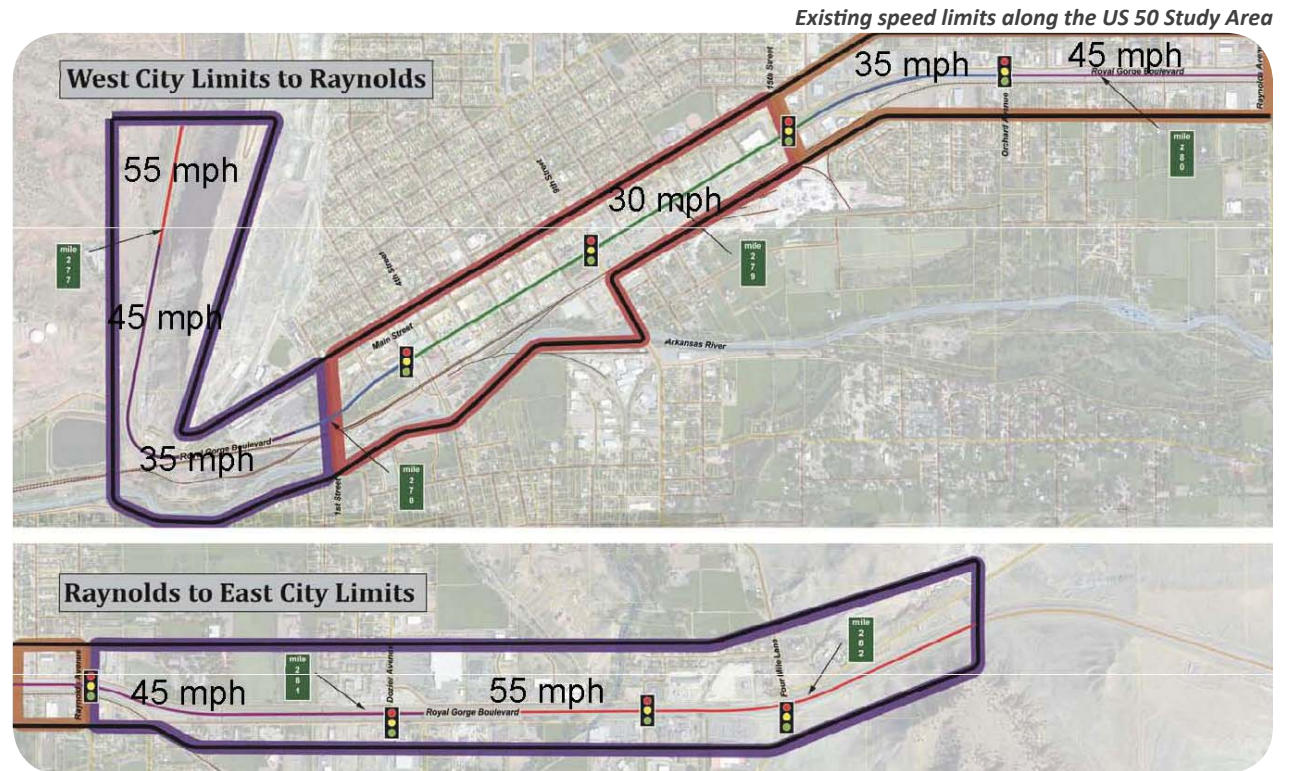 Existing speed limits along the US 50 Study Area
West City Limits to Raynolds
15th Street
35 mph
45 mph
Royal Gorge Boulevard
Raynolds Avenue
Orchard Avenue
mile
2
8
0
55 mph
9th Street
30 mph
mile
2
7
7
4th Street
mile
2
7
9
45 mph
Main Street
Arkansas River
Royal Gorge Boulevard
35 mph
1st Street
mile
2
7
8
Raynolds to East City Limits
Raynolds Avenue
45 mph
mile
2
8
1
Dozier Avenue
Royal Gorge Boulevard
55 mph
Four Mile Lane
mile
2
8
2